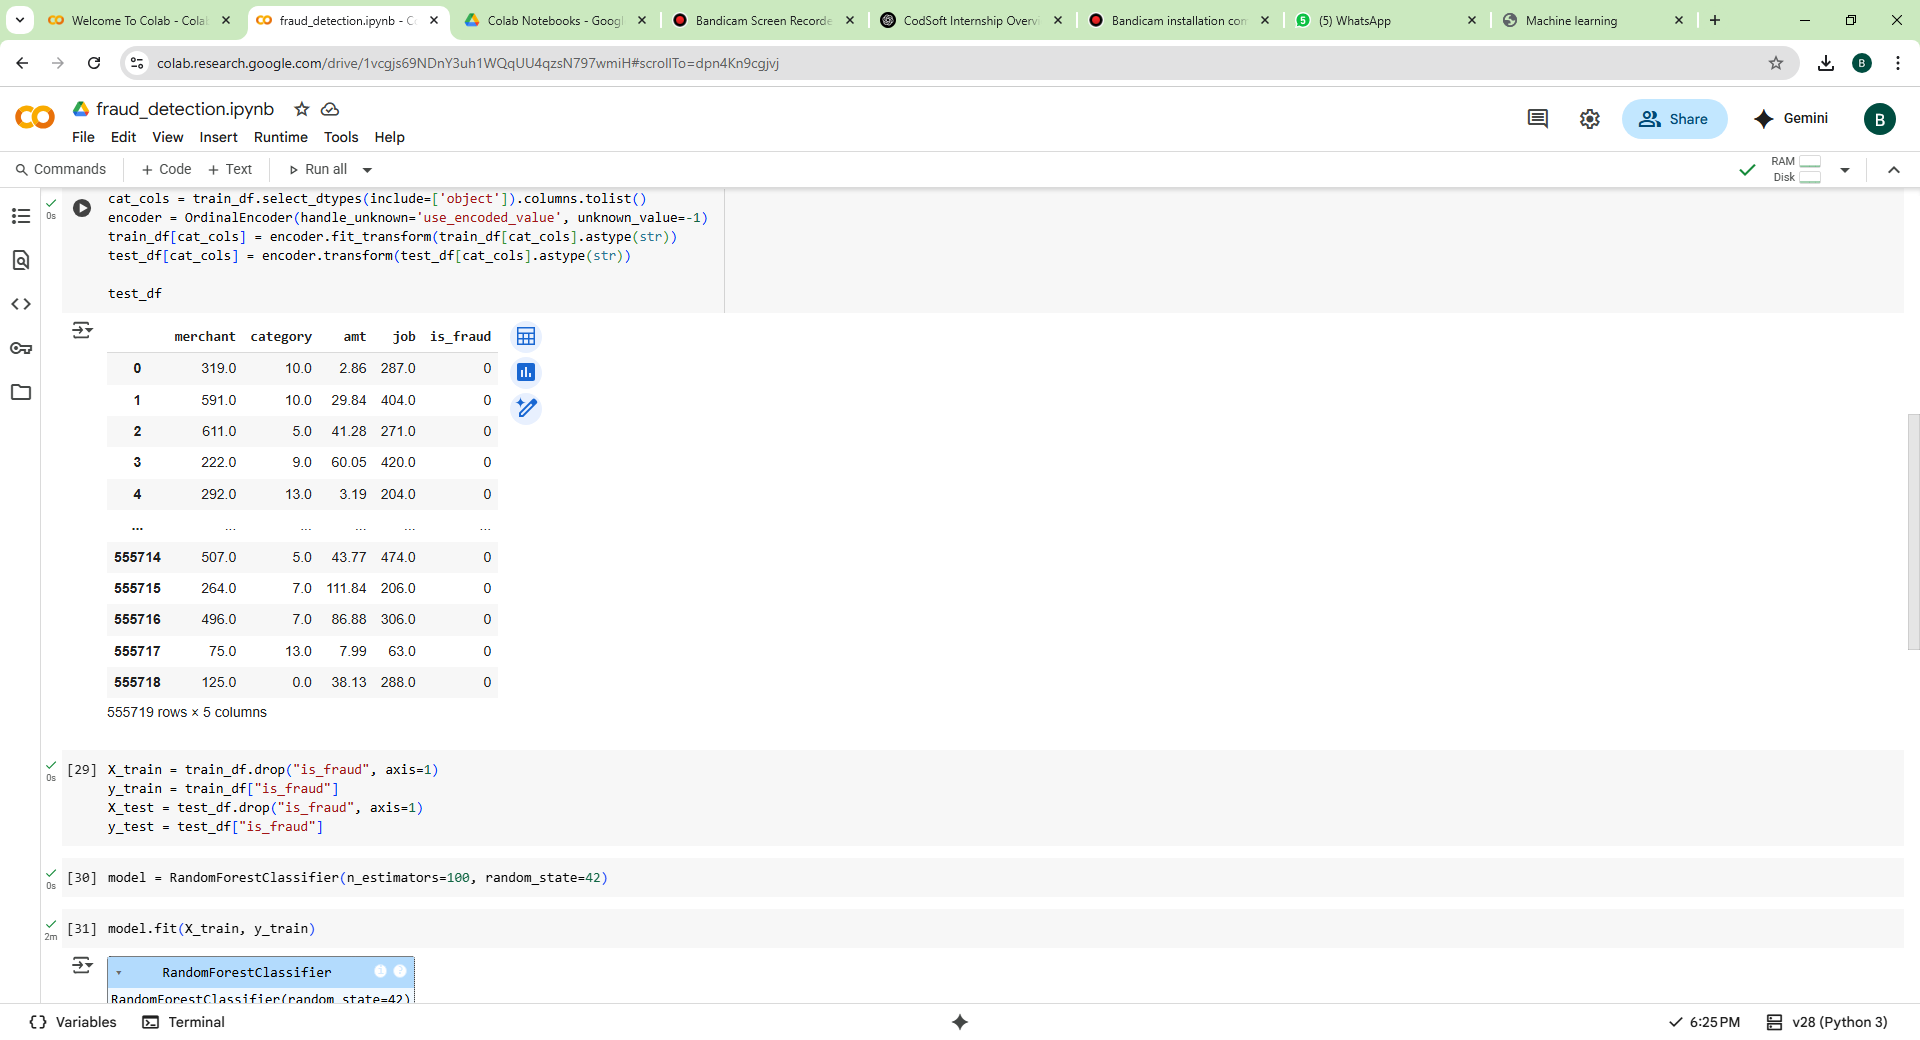 Welcome To Colab - Colab
fraud_detection.ipynb - Co
Colab Notebooks - Googl
Bandicam Screen Recorde
CodSoft Internship Overvi
Bandicam installation con
(5) WhatsApp
Machine learning
colab.research.google.com/drive/1vcgjs69NDnY3uh1WQqUU4qzsN797wmiH#scrollTo=dpn4Kn9cgjvj
B
fraud_detection.ipynb
File Edit View Insert Runtime Tools Help
Share
Gemini
B
Commands + Code + Text Run all
RAM
Disk
0s
cat_cols = train_df.select_dtypes(include=['object']).columns.tolist()
encoder = OrdinalEncoder(handle_unknown='use_encoded_value', unknown_value=-1)
train_df[cat_cols] = encoder.fit_transform(train_df[cat_cols].astype(str))
test_df[cat_cols] = encoder.transform(test_df[cat_cols].astype(str))
test_df
merchant category amt job is_fraud
0 319.0 10.0 2.86 287.0 0
1 591.0 10.0 29.84 404.0 0
2 611.0 5.0 41.28 271.0 0
3 222.0 9.0 60.05 420.0 0
4 292.0 13.0 3.19 204.0 0
... ... ... ... ... ...
555714 507.0 5.0 43.77 474.0 0
555715 264.0 7.0 111.84 206.0 0
555716 496.0 7.0 86.88 306.0 0
555717 75.0 13.0 7.99 63.0 0
555718 125.0 0.0 38.13 288.0 0
555719 rows × 5 columns
0s
[29] X_train = train_df.drop("is_fraud", axis=1)
y_train = train_df["is_fraud"]
X_test = test_df.drop("is_fraud", axis=1)
y_test = test_df["is_fraud"]
0s
[30] model = RandomForestClassifier(n_estimators=100, random_state=42)
2m
[31] model.fit(X_train, y_train)
RandomForestClassifier
RandomForestClassifier(random_state=42)
Variables Terminal
6:25 PM
v28 (Python 3)